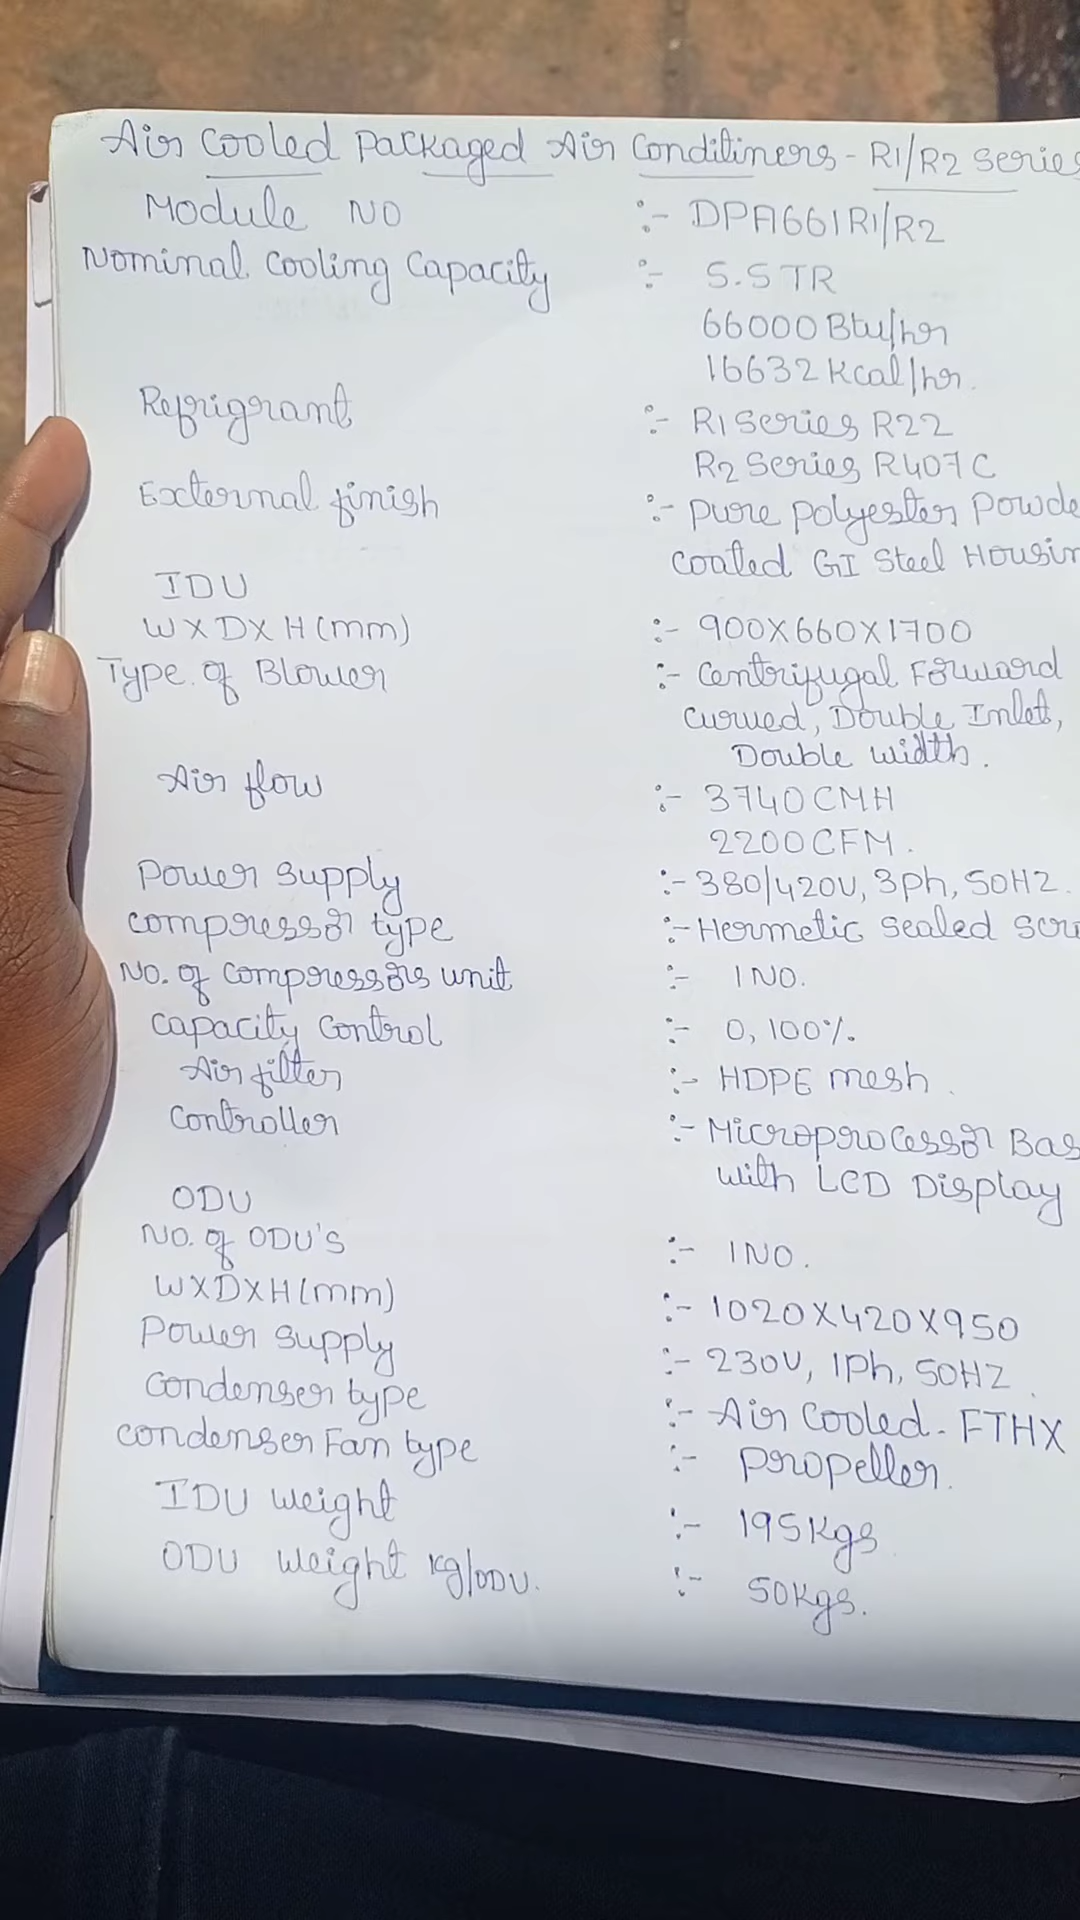 Air Cooled Packaged Air Conditiners - R1/R2 Series
Module NO :- DPA661R1/R2
Nominal Cooling Capacity :- 5.5 TR
66000 Btu/hr
16632 Kcal/hr.
Refrigrant :- R1 Series R22
R2 Series R407C
External finish :- Pure Polyester Powde
Coated GI Steel Housin
IDU
WXDXH(mm) :- 900X660X1700
Type of Blower :- Centrifugal Forward
Curved, Double Inlet,
Double width.
Air flow :- 3740 CMH
2200 CFM.
Power Supply :- 380/420V, 3Ph, 50HZ.
Compressor type :- Hermetic Sealed Scr
No. of Compressors unit :- 1 NO.
Capacity Control :- 0, 100%.
Air filter :- HDPE mesh.
Controller :- Microprocessor Bas
with LCD Display
ODU
NO. of ODU'S :- 1 NO.
WXDXH(mm) :- 1020X420X950
Power Supply :- 230V, 1Ph, 50HZ.
Condenser type :- Air Cooled - FTHX
Condenser Fan type :- Propeller.
IDU weight :- 195Kgs
ODU weight Kg/ODU. :- 50Kgs.